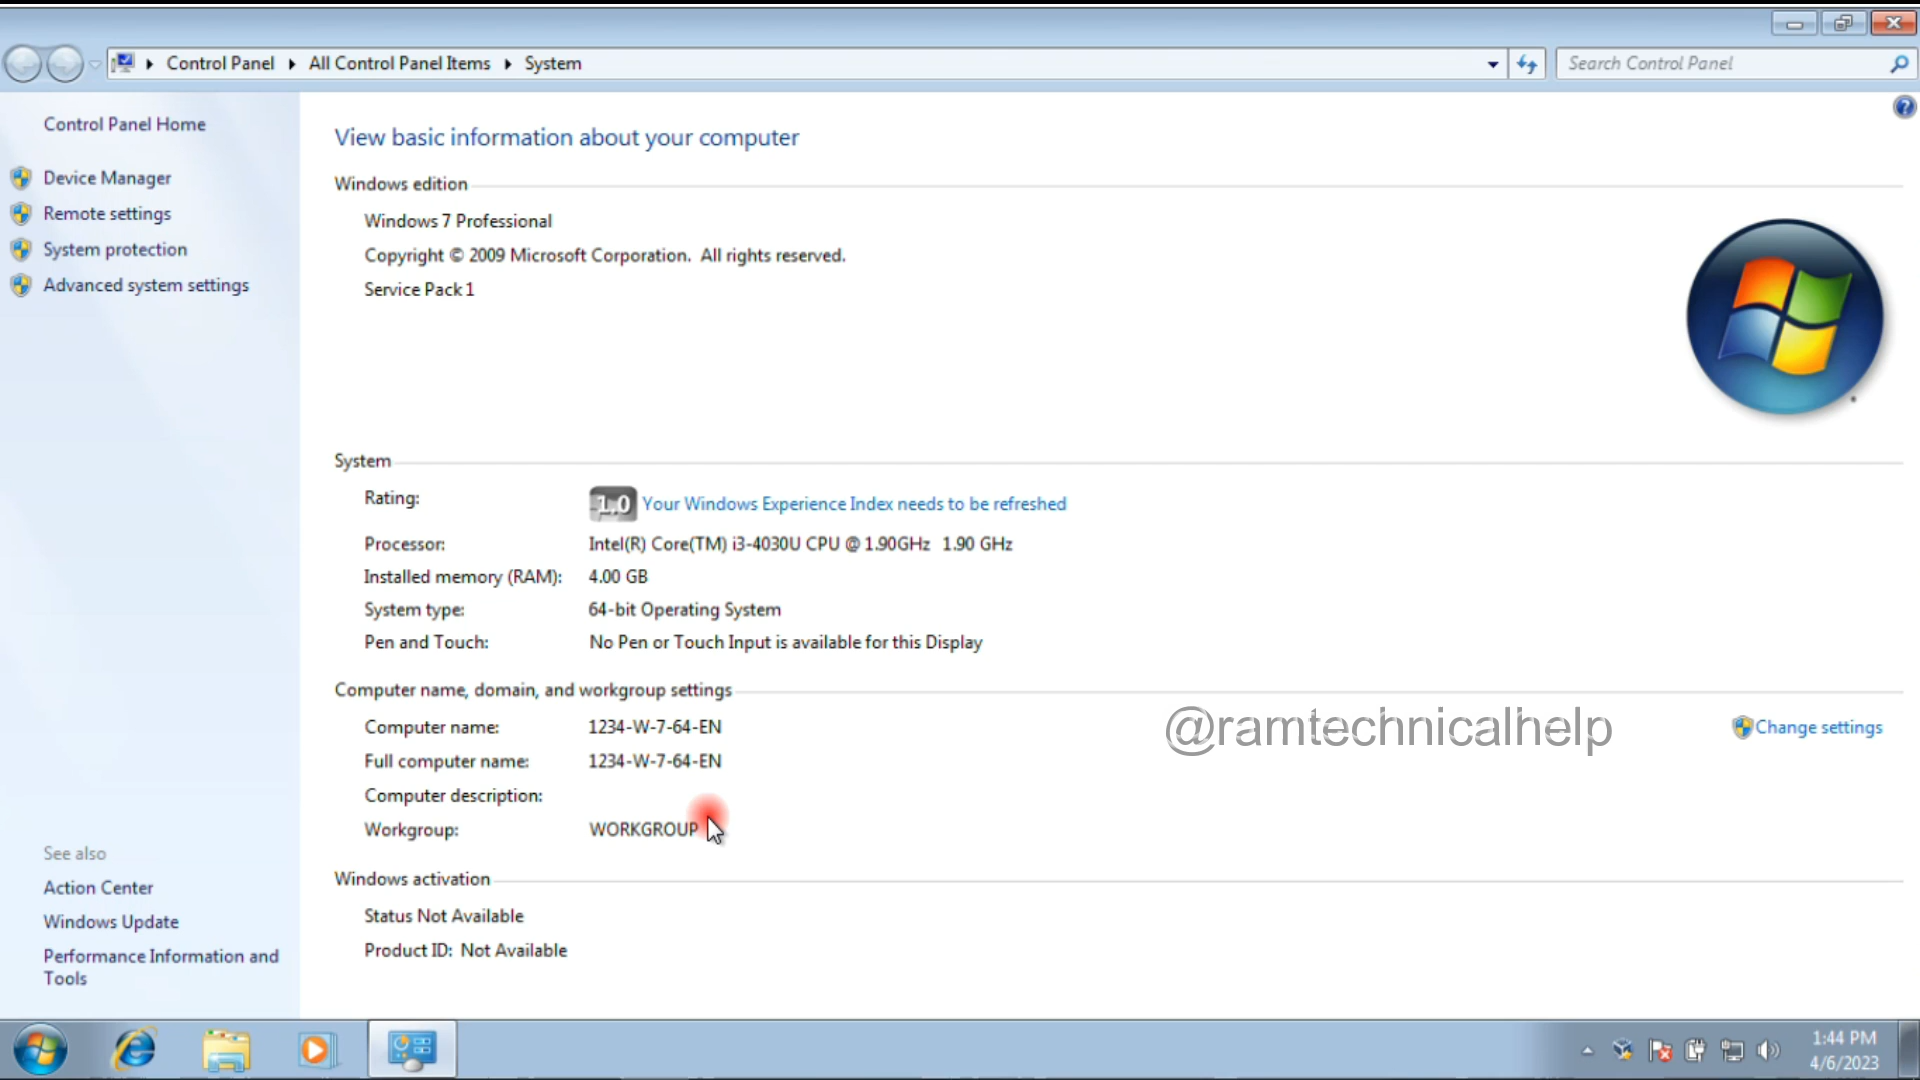 Control Panel ▸ All Control Panel Items ▸ System
Search Control Panel
Control Panel Home
Device Manager
Remote settings
System protection
Advanced system settings
View basic information about your computer
Windows edition
Windows 7 Professional
Copyright © 2009 Microsoft Corporation. All rights reserved.
Service Pack 1
System
Rating: 1.0 Your Windows Experience Index needs to be refreshed
Processor: Intel(R) Core(TM) i3-4030U CPU @ 1.90GHz 1.90 GHz
Installed memory (RAM): 4.00 GB
System type: 64-bit Operating System
Pen and Touch: No Pen or Touch Input is available for this Display
Computer name, domain, and workgroup settings
Computer name: 1234-W-7-64-EN
@ramtechnicalhelp
Change settings
Full computer name: 1234-W-7-64-EN
Computer description:
Workgroup: WORKGROUP
Windows activation
Status Not Available
Product ID: Not Available
See also
Action Center
Windows Update
Performance Information and
Tools
1:44 PM
4/6/2023